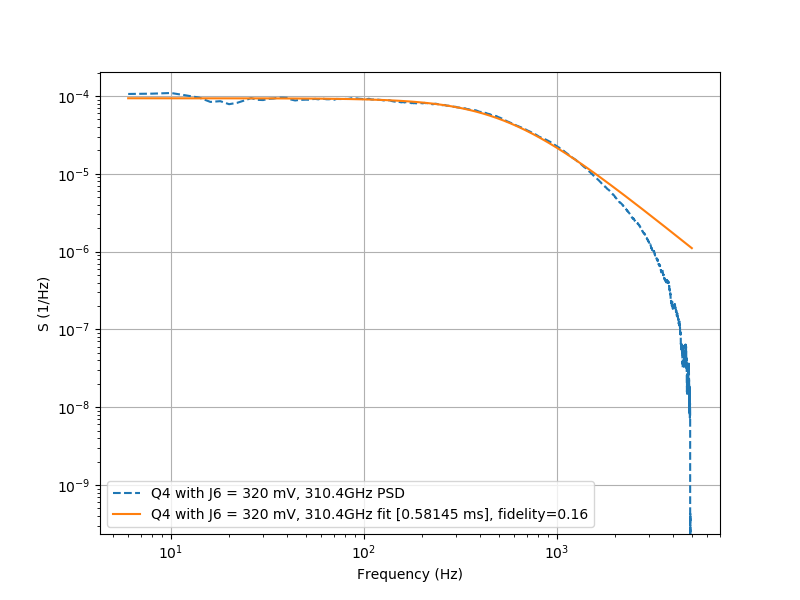 10⁻⁴
10⁻⁵
10⁻⁶
10⁻⁷
10⁻⁸
10⁻⁹
S (1/Hz)
Q4 with J6 = 320 mV, 310.4GHz PSD
Q4 with J6 = 320 mV, 310.4GHz fit [0.58145 ms], fidelity=0.16
10¹ 10² 10³
Frequency (Hz)